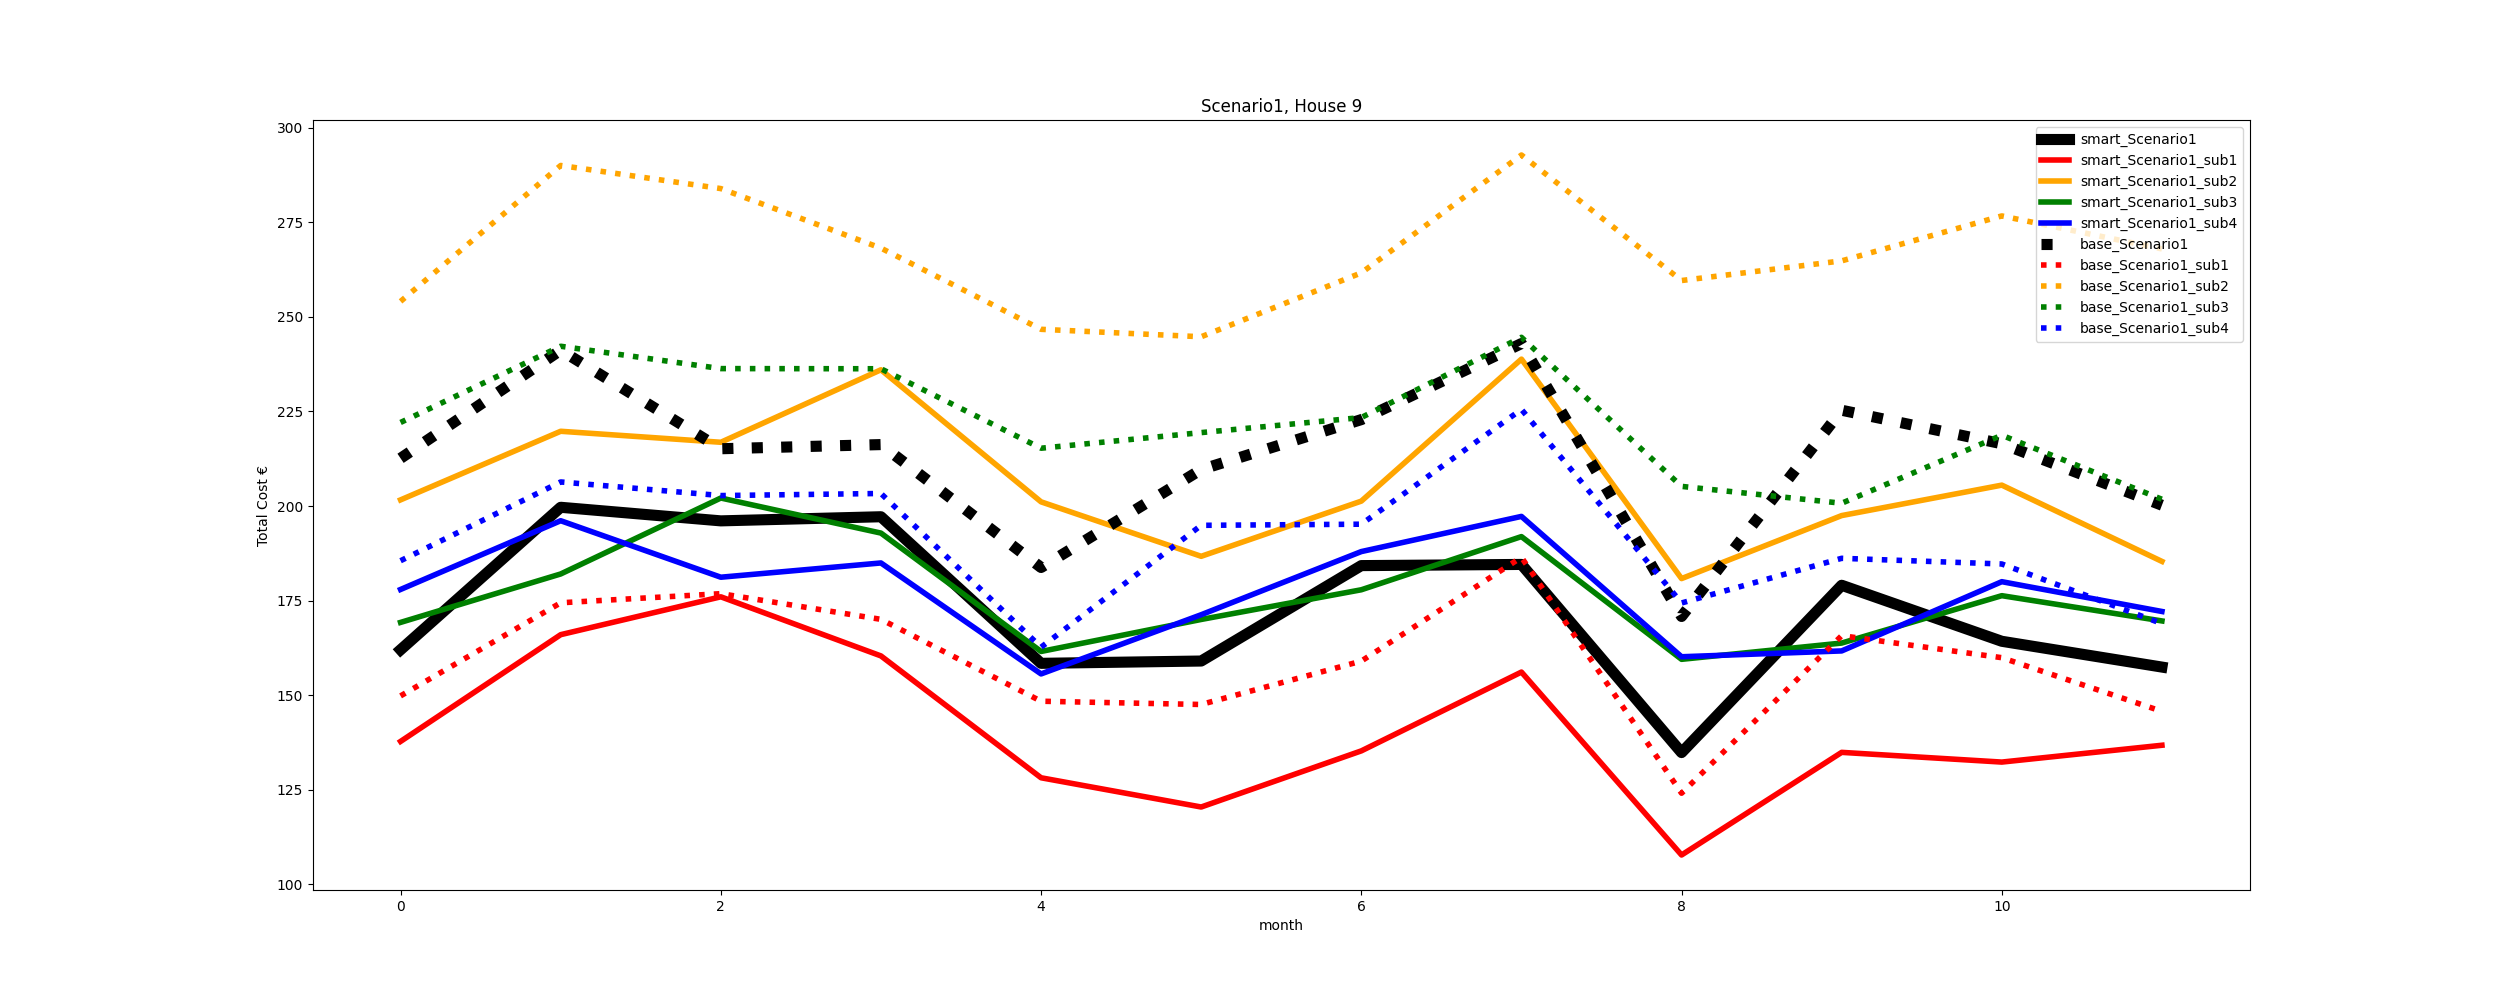 Scenario1, House 9
300
275
250
225
200
175
150
125
100
Total Cost €
0 2 4 6 8 10
month
smart_Scenario1
smart_Scenario1_sub1
smart_Scenario1_sub2
smart_Scenario1_sub3
smart_Scenario1_sub4
base_Scenario1
base_Scenario1_sub1
base_Scenario1_sub2
base_Scenario1_sub3
base_Scenario1_sub4